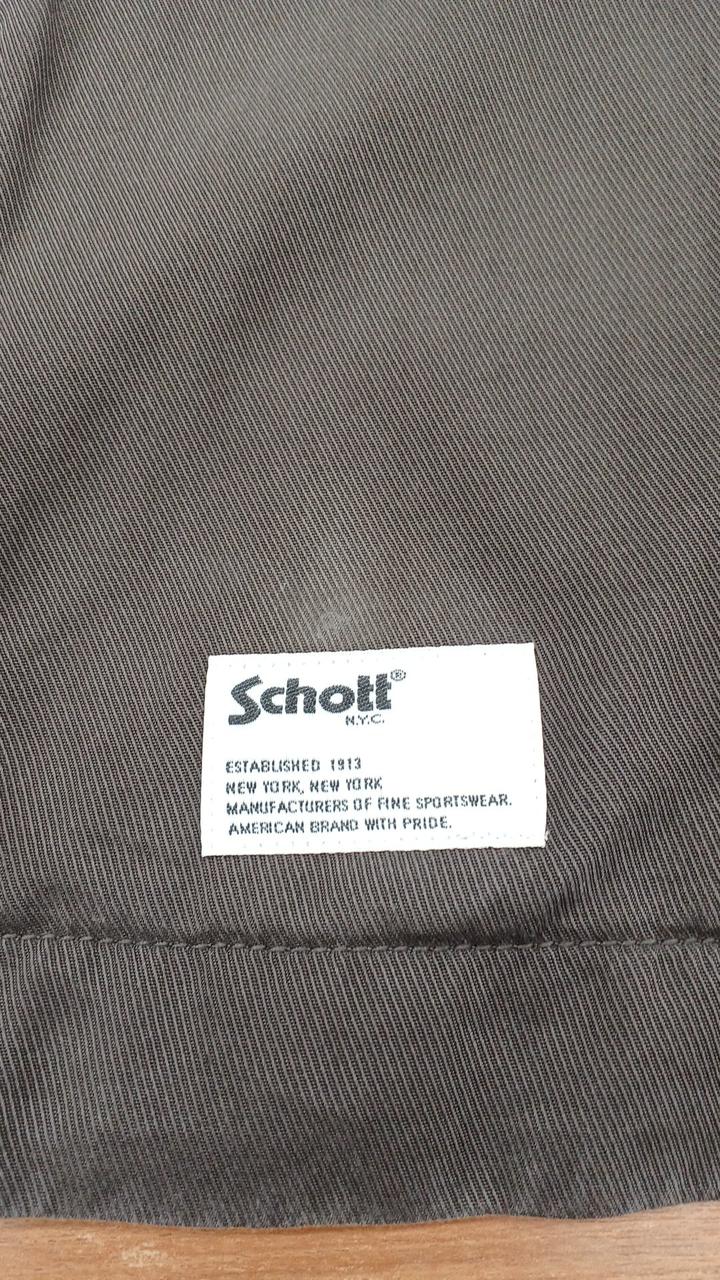 Schott®
N.Y.C.
ESTABLISHED 1913
NEW YORK, NEW YORK
MANUFACTURERS OF FINE SPORTSWEAR.
AMERICAN BRAND WITH PRIDE.